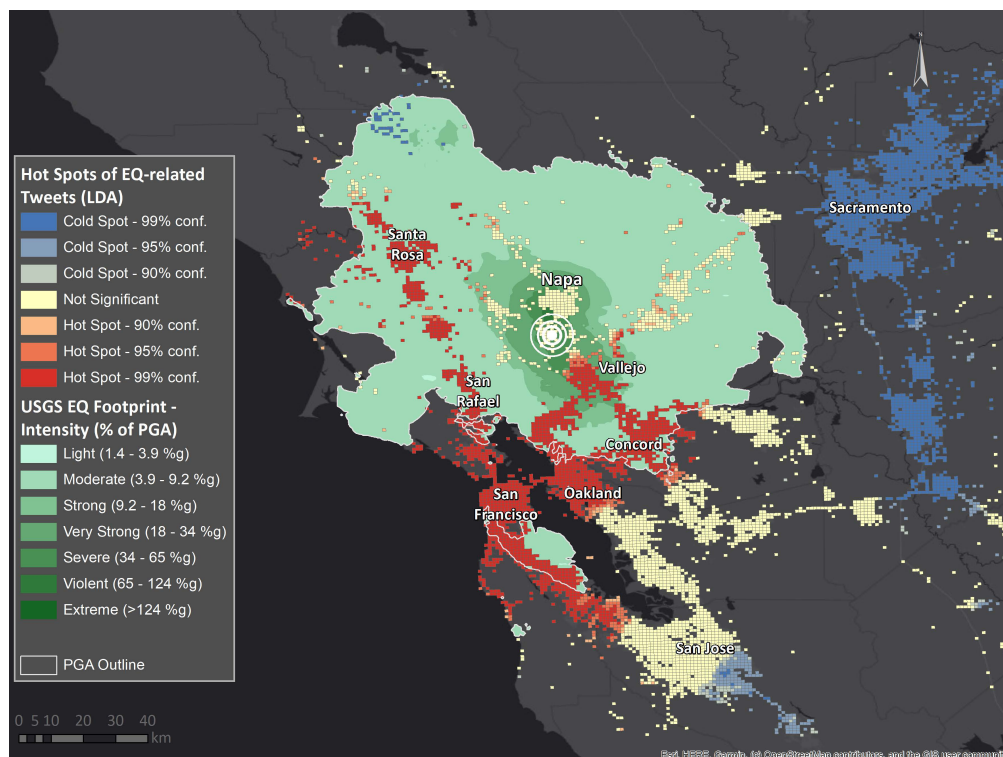 N
Hot Spots of EQ-related
Tweets (LDA)
Cold Spot - 99% conf.
Cold Spot - 95% conf.
Cold Spot - 90% conf.
Not Significant
Hot Spot - 90% conf.
Hot Spot - 95% conf.
Hot Spot - 99% conf.
USGS EQ Footprint -
Intensity (% of PGA)
Light (1.4 - 3.9 %g)
Moderate (3.9 - 9.2 %g)
Strong (9.2 - 18 %g)
Very Strong (18 - 34 %g)
Severe (34 - 65 %g)
Violent (65 - 124 %g)
Extreme (>124 %g)
PGA Outline
Sacramento
Santa
Rosa
Napa
Vallejo
San
Rafael
Concord
San
Francisco
Oakland
San Jose
0 5 10 20 30 40
km
Esri, HERE, Garmin, (c) OpenStreetMap contributors, and the GIS user communit